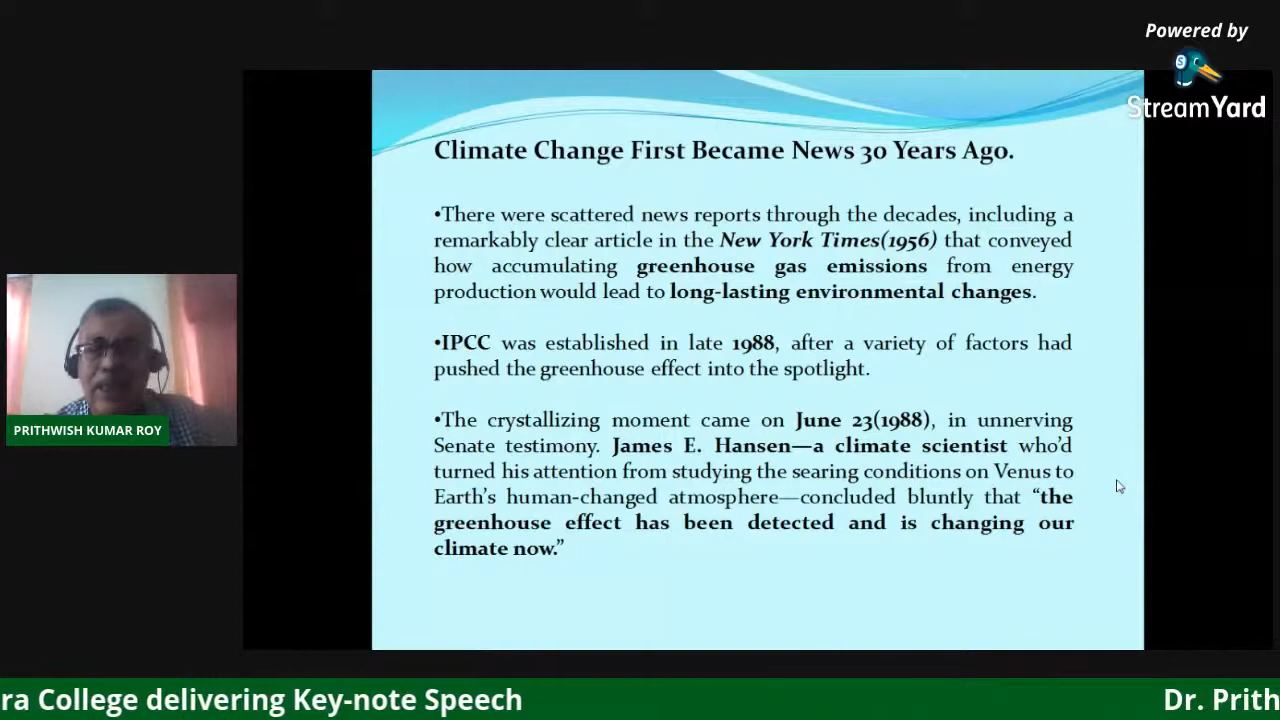 Powered by
StreamYard
Climate Change First Became News 30 Years Ago.
•There were scattered news reports through the decades, including a
remarkably clear article in the New York Times(1956) that conveyed
how accumulating greenhouse gas emissions from energy
production would lead to long-lasting environmental changes.
•IPCC was established in late 1988, after a variety of factors had
pushed the greenhouse effect into the spotlight.
•The crystallizing moment came on June 23(1988), in unnerving
Senate testimony. James E. Hansen—a climate scientist who’d
turned his attention from studying the searing conditions on Venus to
Earth’s human-changed atmosphere—concluded bluntly that “the
greenhouse effect has been detected and is changing our
climate now.”
PRITHWISH KUMAR ROY
ra College delivering Key-note Speech Dr. Prith